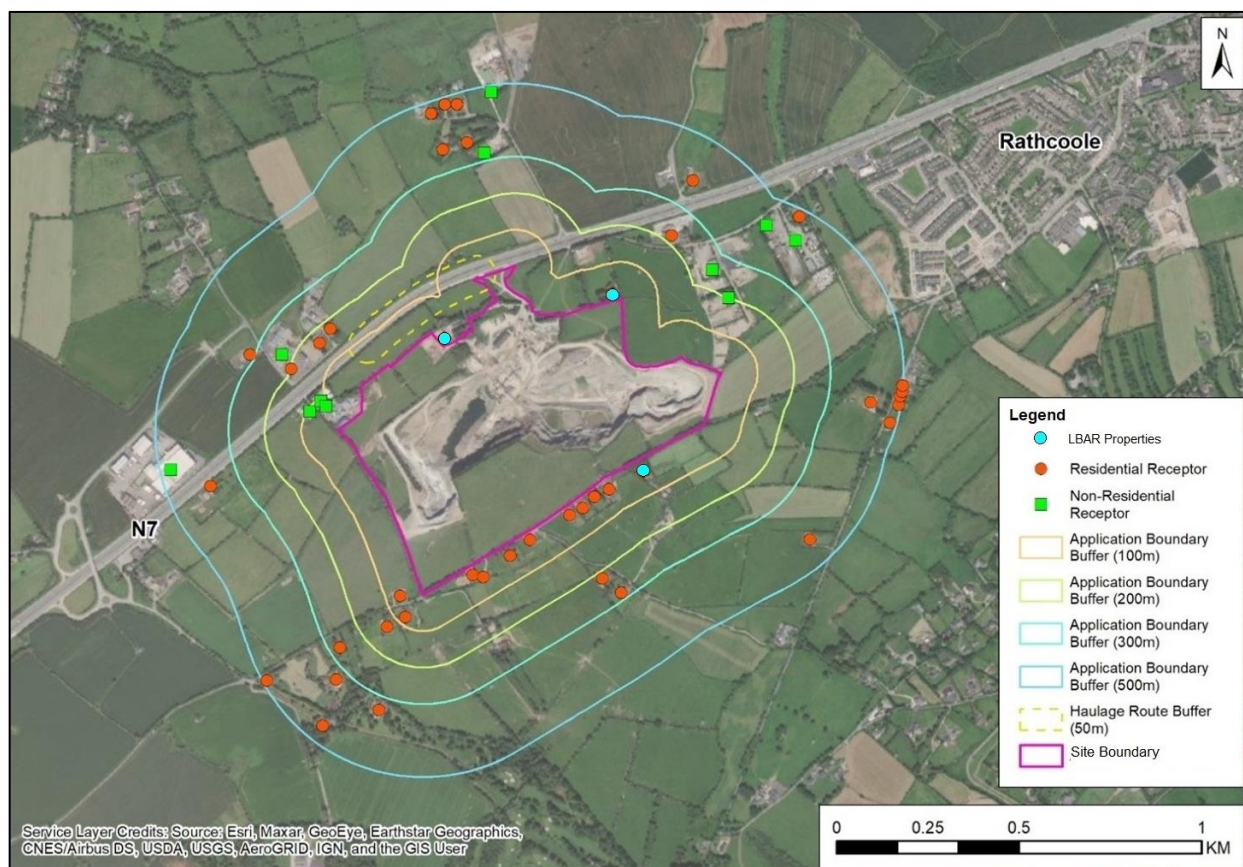 N
Rathcoole
N7
Legend
LBAR Properties
Residential Receptor
Non-Residential
Receptor
Application Boundary
Buffer (100m)
Application Boundary
Buffer (200m)
Application Boundary
Buffer (300m)
Application Boundary
Buffer (500m)
Haulage Route Buffer
(50m)
Site Boundary
Service Layer Credits: Source: Esri, Maxar, GeoEye, Earthstar Geographics,
CNES/Airbus DS, USDA, USGS, AeroGRID, IGN, and the GIS User
0 0.25 0.5 1
KM